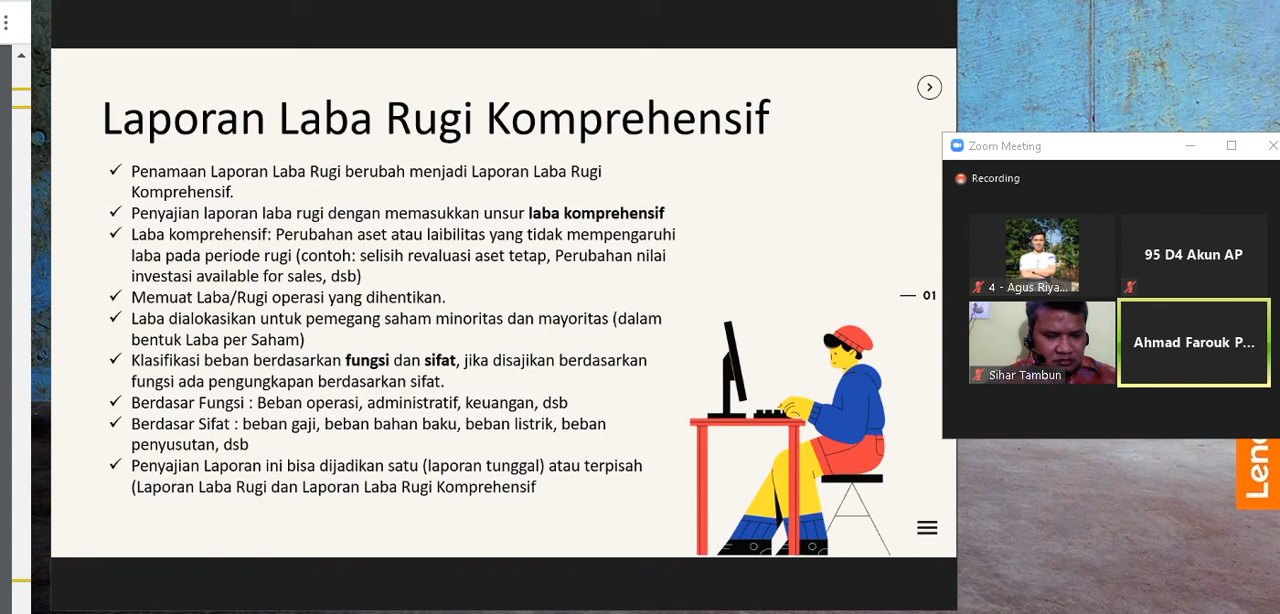 Laporan Laba Rugi Komprehensif
✓ Penamaan Laporan Laba Rugi berubah menjadi Laporan Laba Rugi
Komprehensif.
✓ Penyajian laporan laba rugi dengan memasukkan unsur laba komprehensif
✓ Laba komprehensif: Perubahan aset atau laibilitas yang tidak mempengaruhi
laba pada periode rugi (contoh: selisih revaluasi aset tetap, Perubahan nilai
investasi available for sales, dsb)
✓ Memuat Laba/Rugi operasi yang dihentikan.
✓ Laba dialokasikan untuk pemegang saham minoritas dan mayoritas (dalam
bentuk Laba per Saham)
✓ Klasifikasi beban berdasarkan fungsi dan sifat, jika disajikan berdasarkan
fungsi ada pengungkapan berdasarkan sifat.
✓ Berdasar Fungsi : Beban operasi, administratif, keuangan, dsb
✓ Berdasar Sifat : beban gaji, beban bahan baku, beban listrik, beban
penyusutan, dsb
✓ Penyajian Laporan ini bisa dijadikan satu (laporan tunggal) atau terpisah
(Laporan Laba Rugi dan Laporan Laba Rugi Komprehensif
01
Zoom Meeting
Recording
4 - Agus Riya...
95 D4 Akun AP
Sihar Tambun
Ahmad Farouk P...
Leno